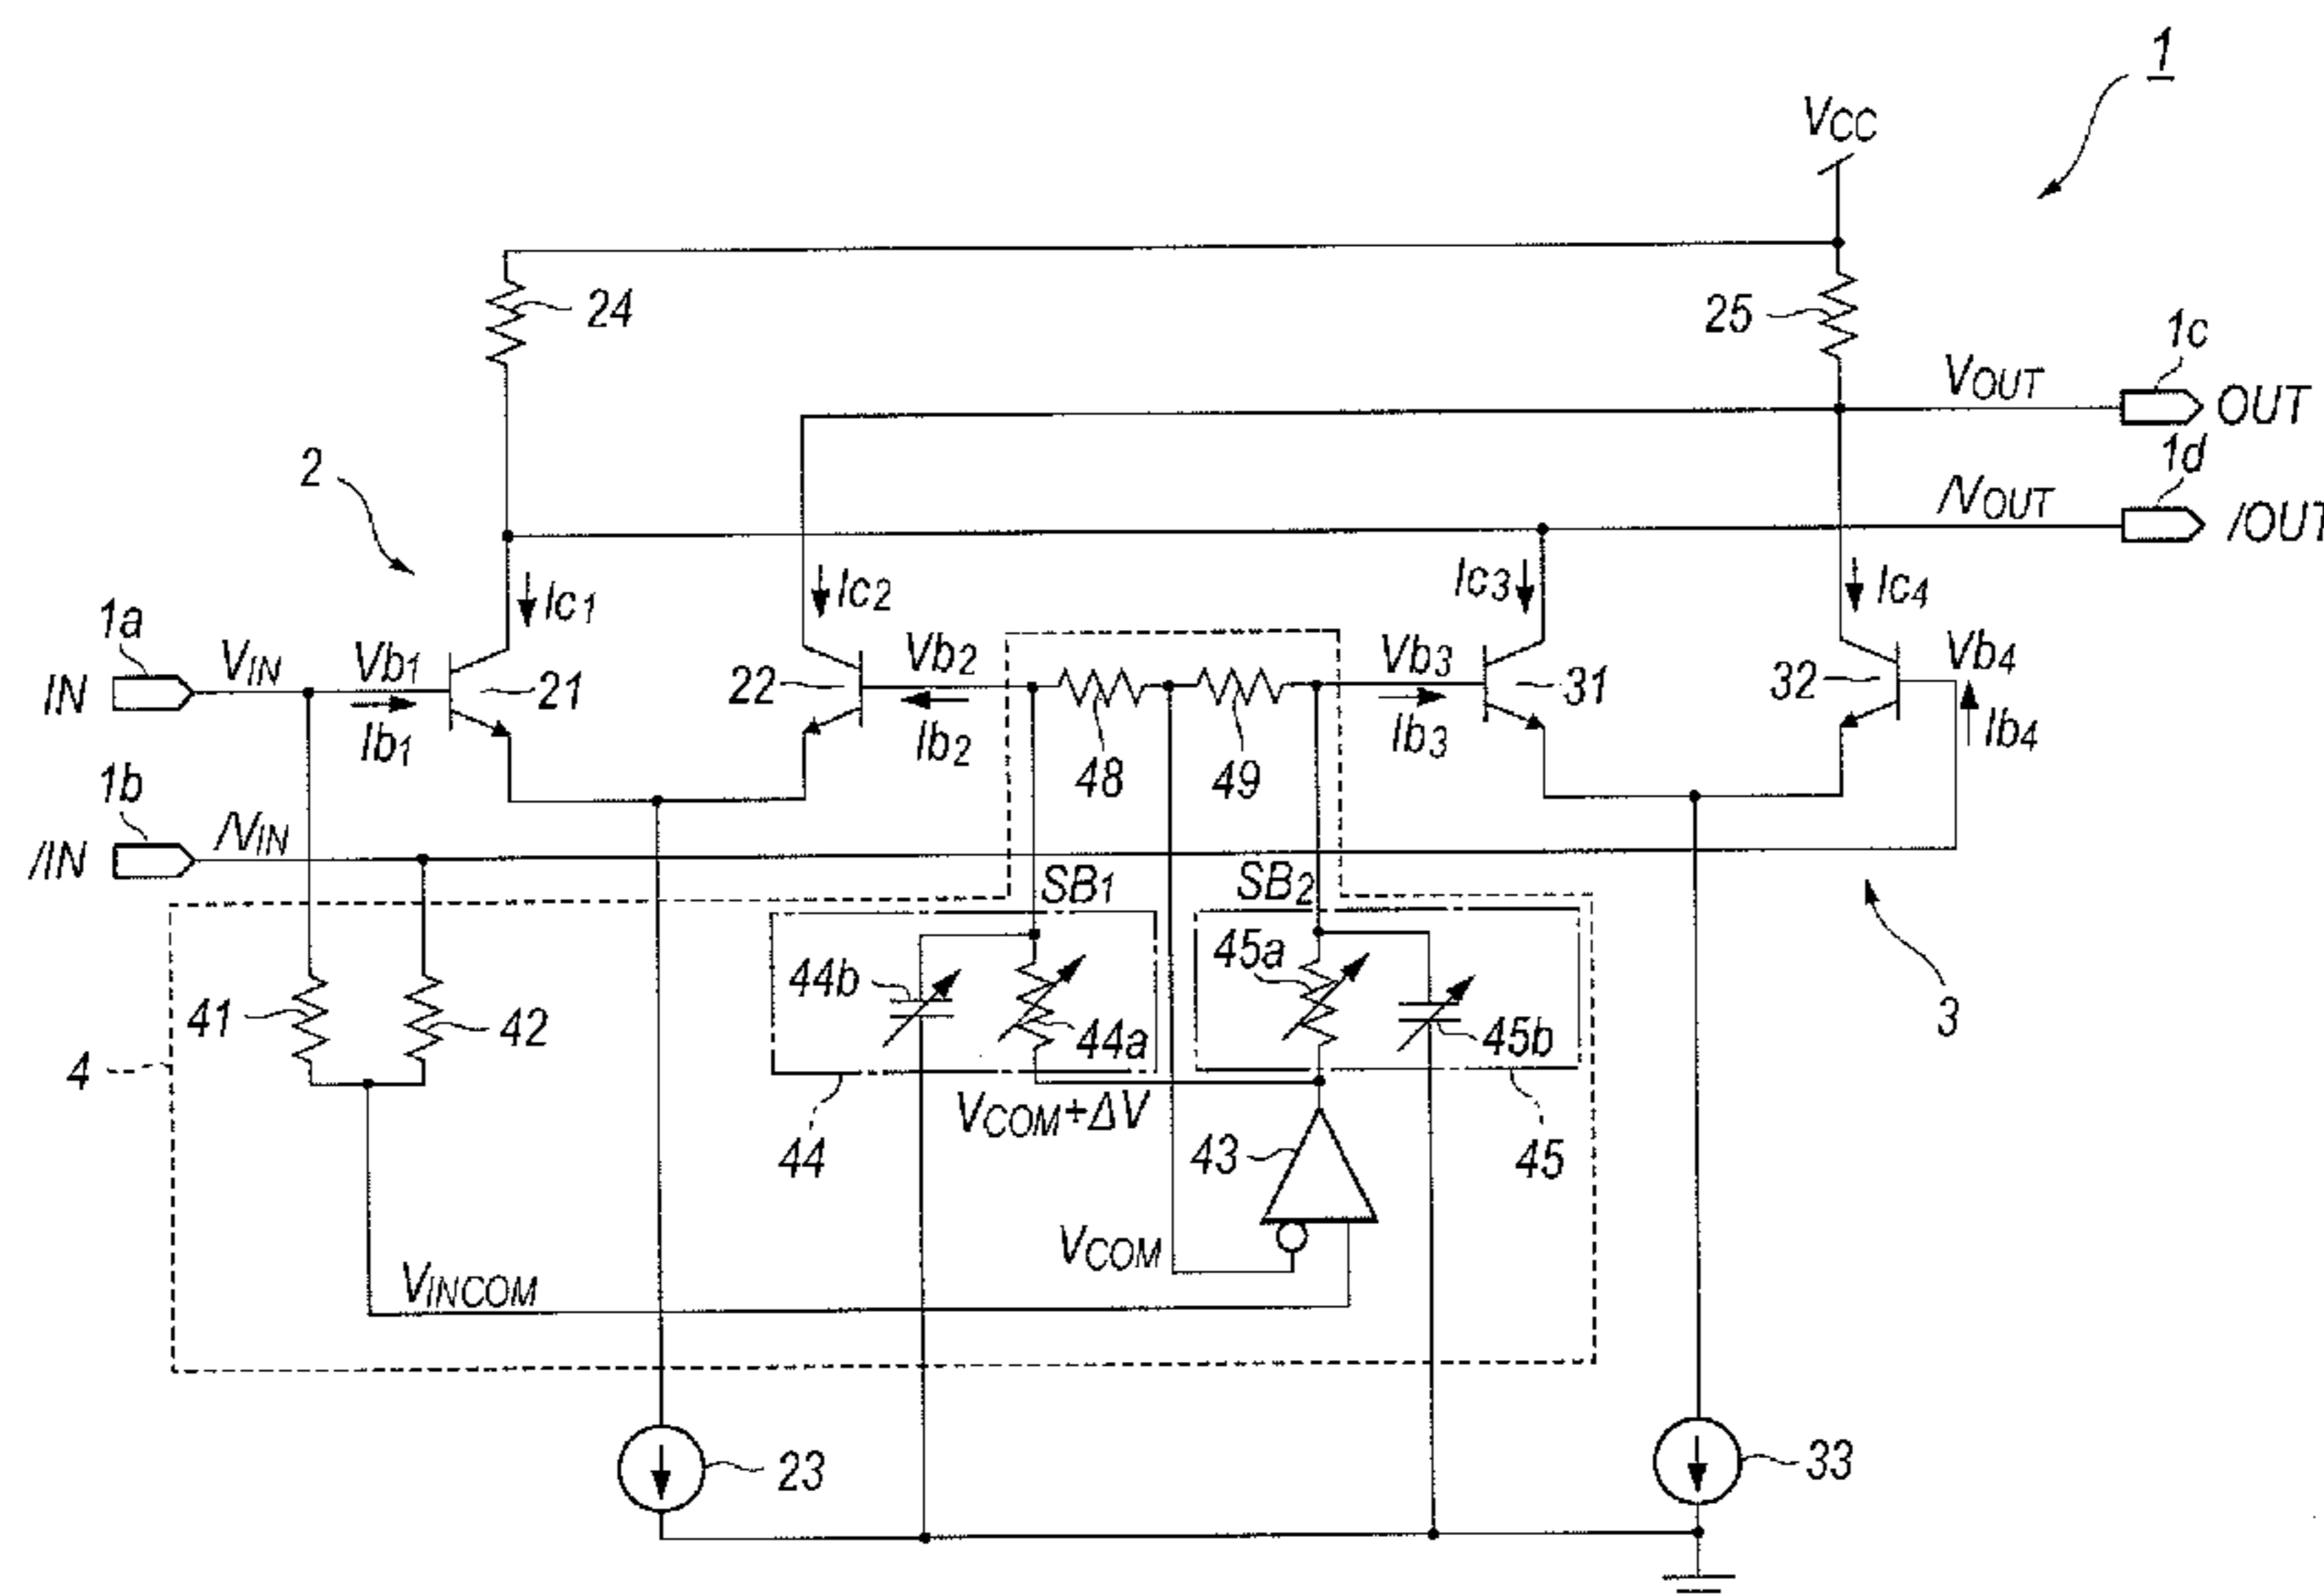 1
VCC
24
25
1c
VOUT
OUT
1d
/VOUT
/OUT
2
Ic1
Ic2
Ic3
Ic4
1a
IN
VIN
Vb1
21
22
Vb2
Vb3
31
32
Vb4
Ib1
Ib2
48
49
Ib3
Ib4
1b
/IN
/VIN
SB1
SB2
44b
44a
45a
45b
3
41
42
4
VCOM+ΔV
44
43
45
VCOM
VINCOM
23
33